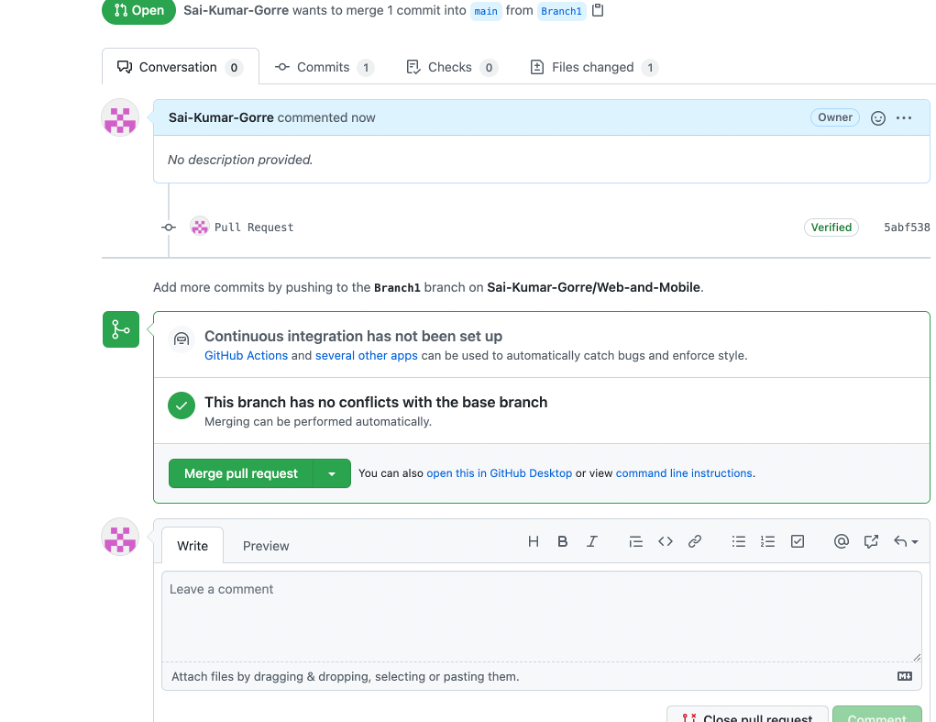 Open Sai-Kumar-Gorre wants to merge 1 commit into main from Branch1
Conversation 0 Commits 1 Checks 0 Files changed 1
Sai-Kumar-Gorre commented now Owner
No description provided.
Pull Request Verified 5abf538
Add more commits by pushing to the Branch1 branch on Sai-Kumar-Gorre/Web-and-Mobile.
Continuous integration has not been set up
GitHub Actions and several other apps can be used to automatically catch bugs and enforce style.
This branch has no conflicts with the base branch
Merging can be performed automatically.
Merge pull request You can also open this in GitHub Desktop or view command line instructions.
Write Preview H B I
Leave a comment
Attach files by dragging & dropping, selecting or pasting them.
Close pull request Comment